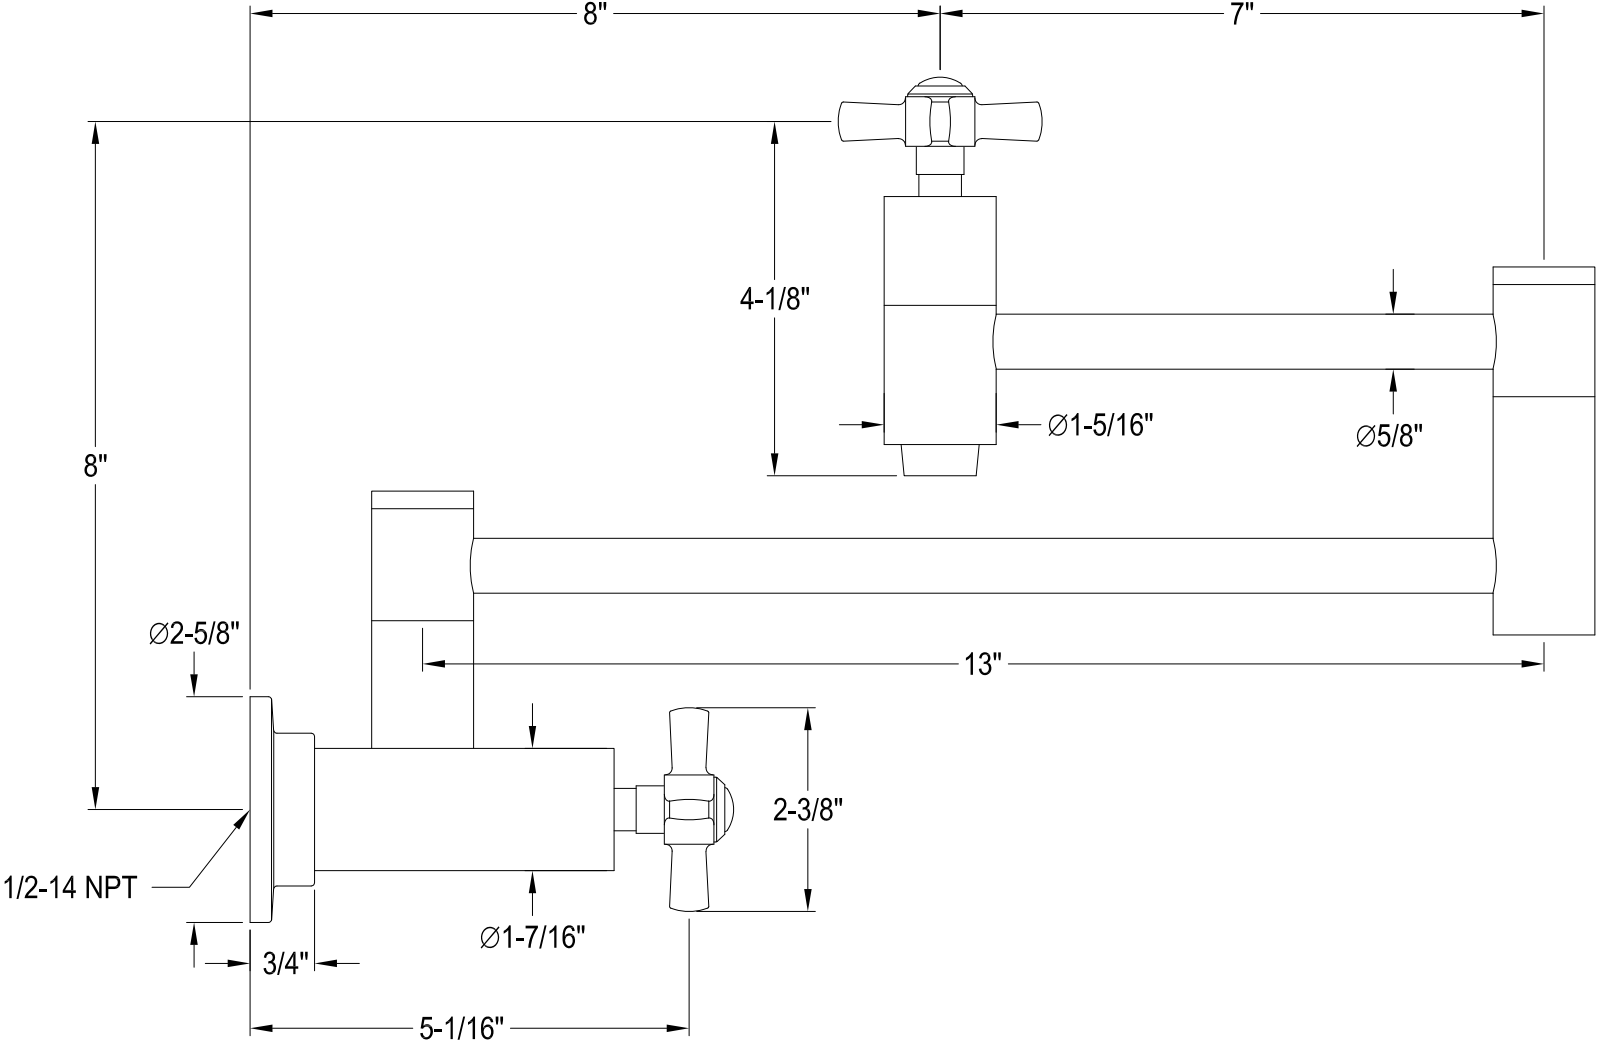 8"
7"
4-1/8"
Ø1-5/16"
Ø5/8"
8"
Ø2-5/8"
13"
2-3/8"
1/2-14 NPT
Ø1-7/16"
3/4"
5-1/16"